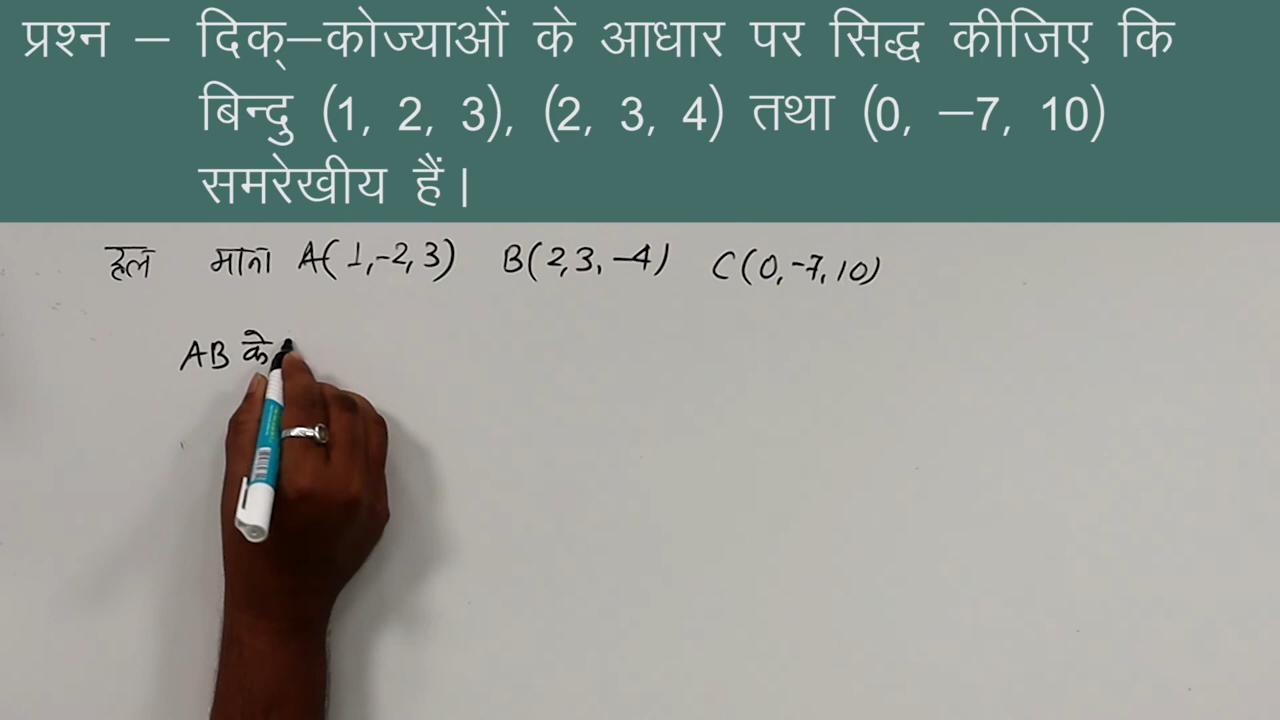 प्रश्न – दिक्–कोज्याओं के आधार पर सिद्ध कीजिए कि
बिन्दु (1, 2, 3), (2, 3, 4) तथा (0, –7, 10)
समरेखीय हैं।
हल माना A(1,-2,3) B(2,3,-4) C(0,-7,10)
AB के